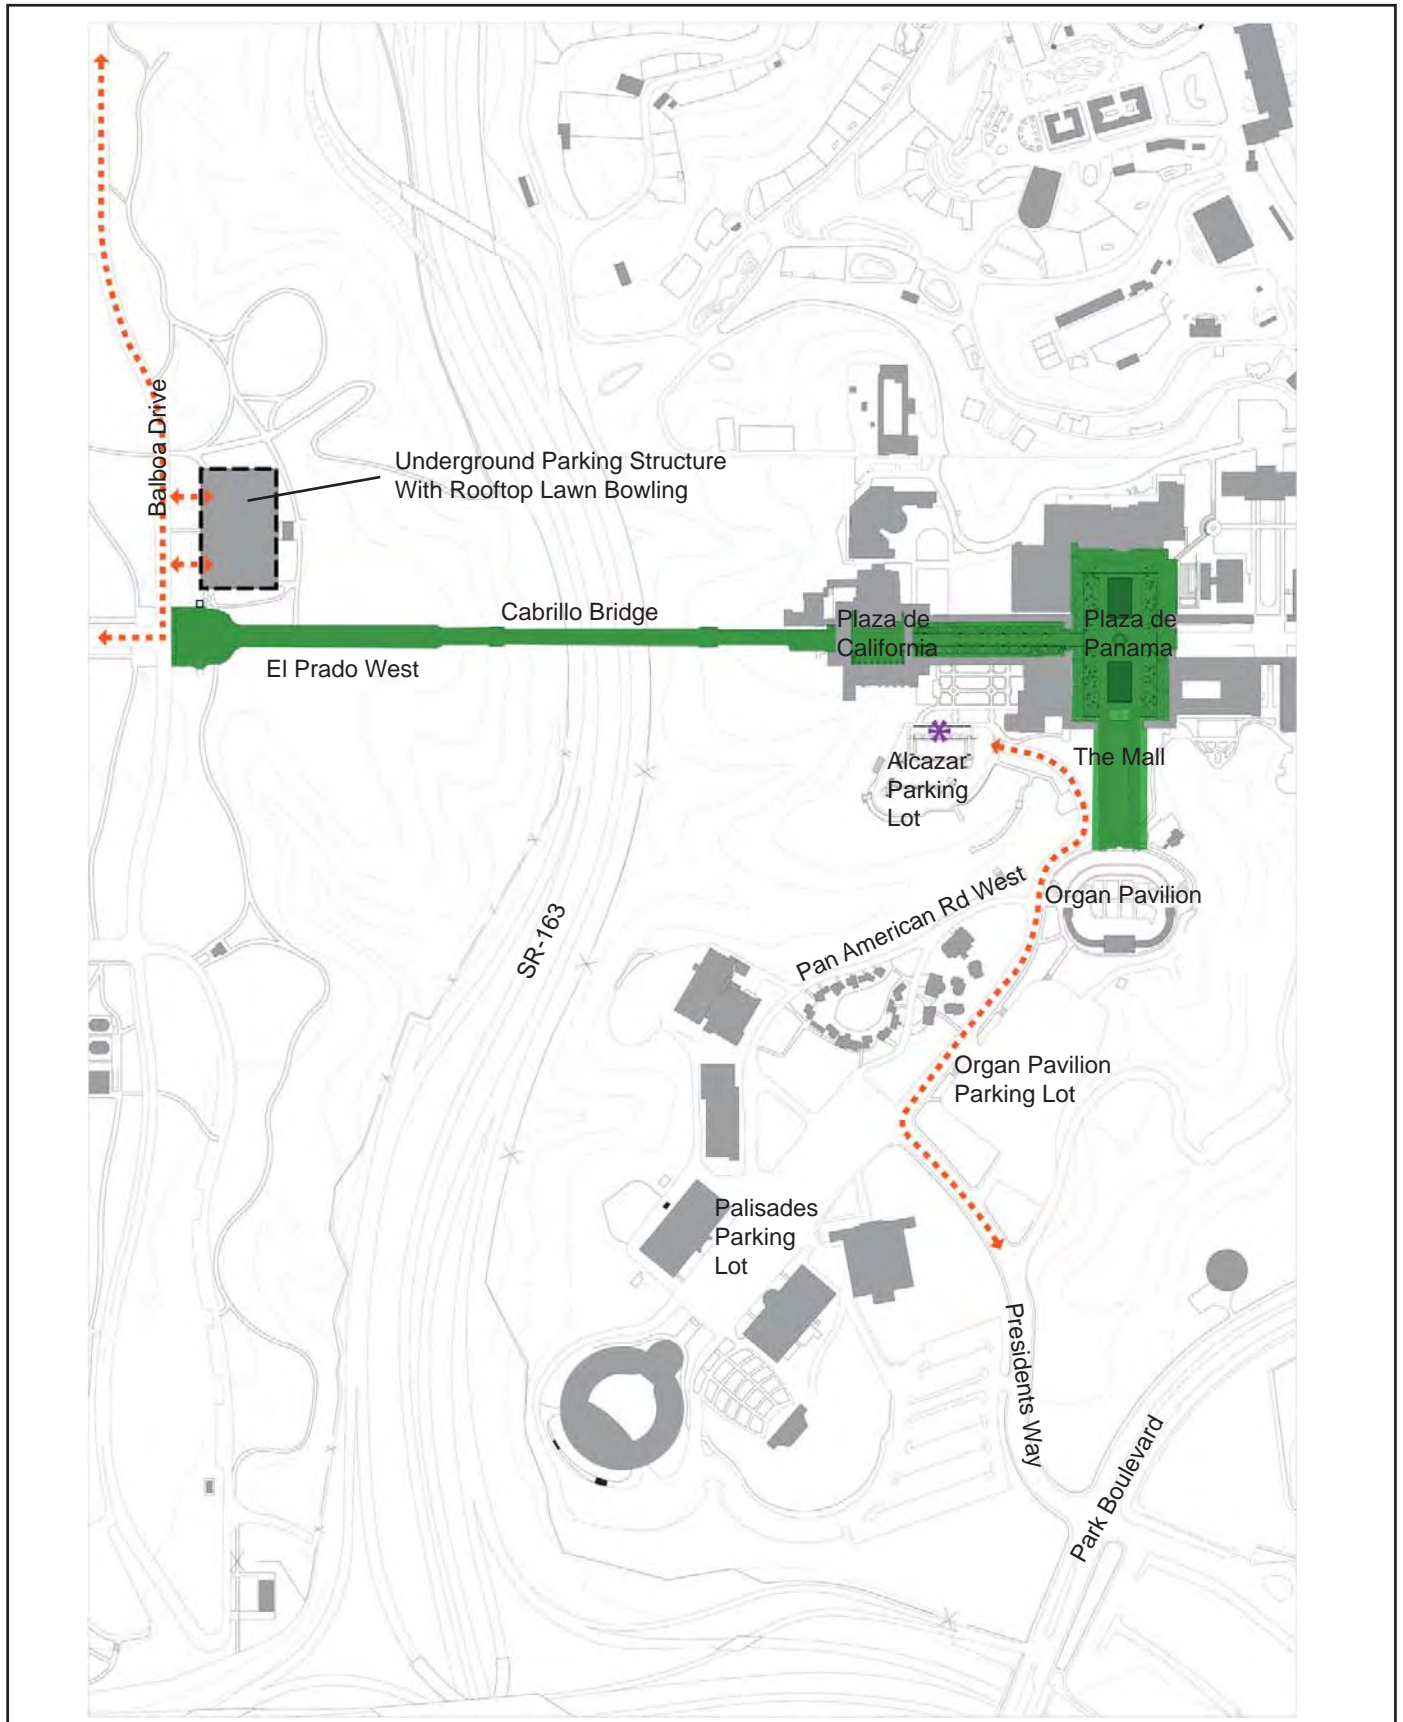 Balboa Drive
Underground Parking Structure
With Rooftop Lawn Bowling
Cabrillo Bridge
El Prado West
Plaza de
California
Plaza de
Panama
Alcazar
Parking
Lot
The Mall
Organ Pavilion
Pan American Rd West
SR-163
Organ Pavilion
Parking Lot
Palisades
Parking
Lot
Presidents Way
Park Boulevard